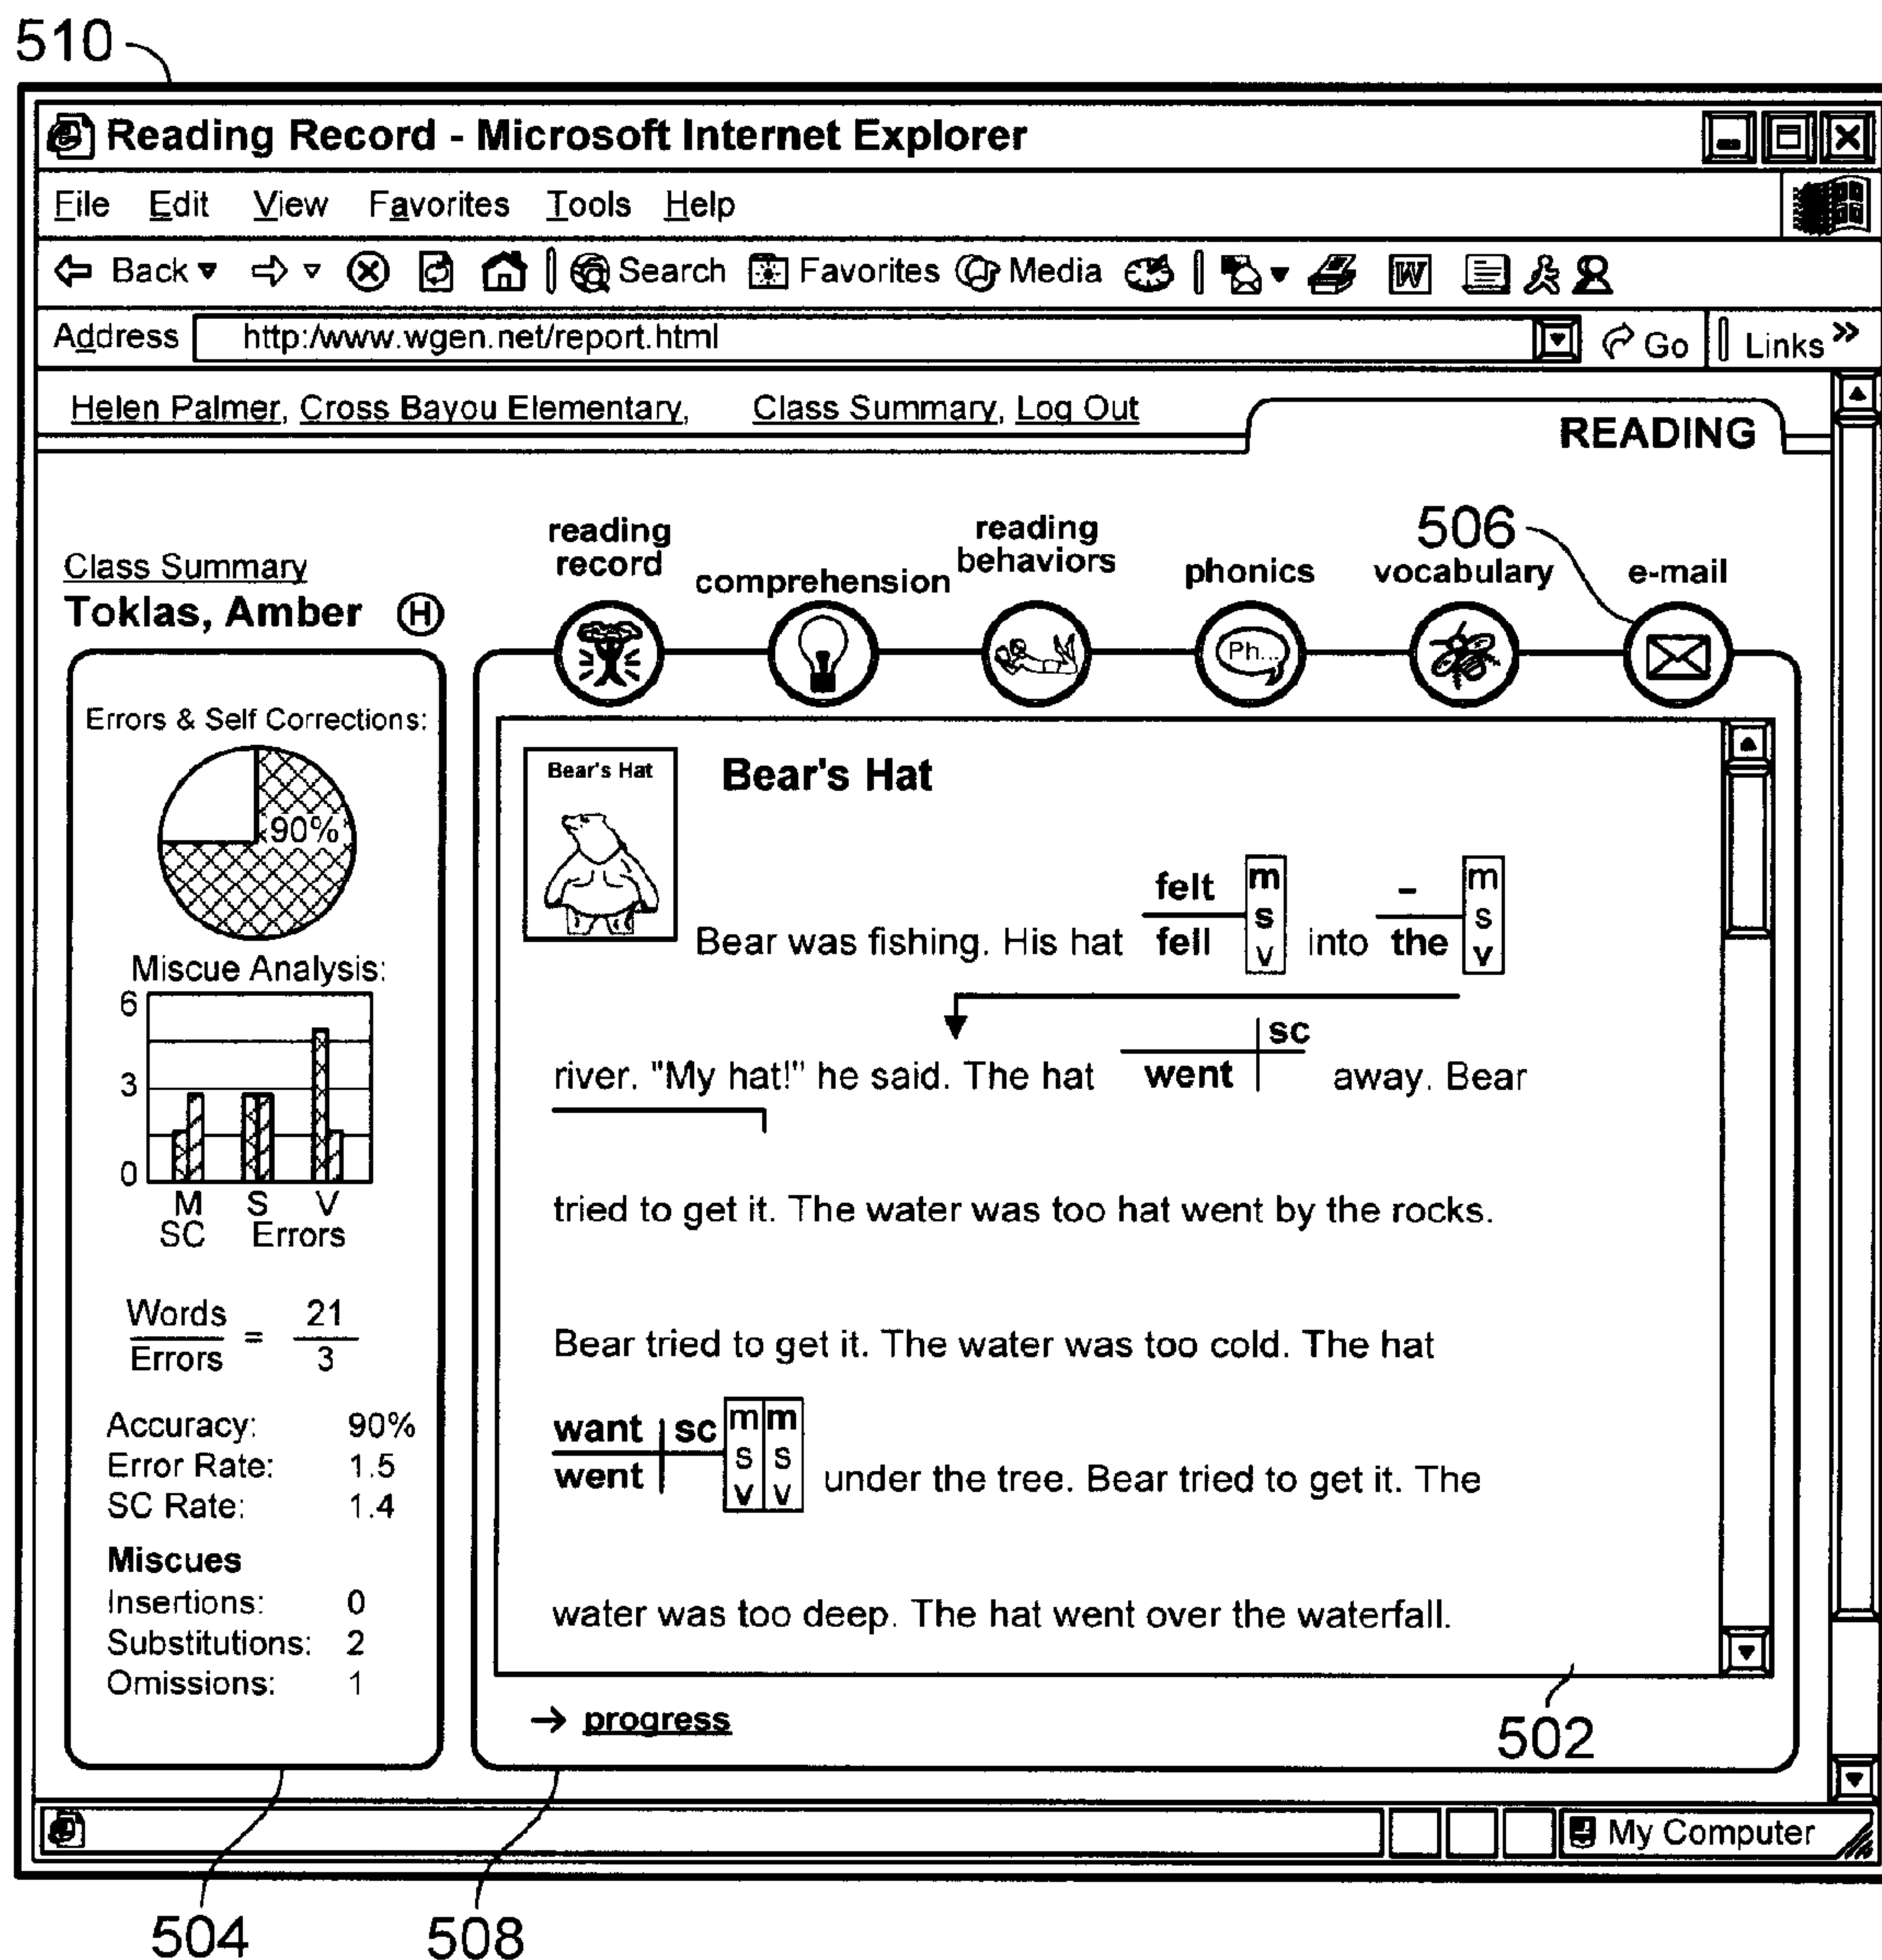 510
Reading Record - Microsoft Internet Explorer
File Edit View Favorites Tools Help
Back Search Favorites Media W
Address http:/www.wgen.net/report.html Go Links »
Helen Palmer, Cross Bayou Elementary, Class Summary, Log Out
READING
506
reading record
comprehension
reading behaviors
phonics
vocabulary
e-mail
Class Summary
Toklas, Amber H
Ph...
Errors & Self Corrections:
90%
Miscue Analysis:
6
3
0
M S V
SC Errors
Words 21
=
Errors 3
Accuracy: 90%
Error Rate: 1.5
SC Rate: 1.4
Miscues
Insertions: 0
Substitutions: 2
Omissions: 1
Bear's Hat
Bear's Hat
felt m – m
s s
Bear was fishing. His hat fell v into the v
sc
river. "My hat!" he said. The hat went away. Bear
tried to get it. The water was too hat went by the rocks.
Bear tried to get it. The water was too cold. The hat
want sc m m
s s
went v v under the tree. Bear tried to get it. The
water was too deep. The hat went over the waterfall.
→ progress
502
My Computer
504 508